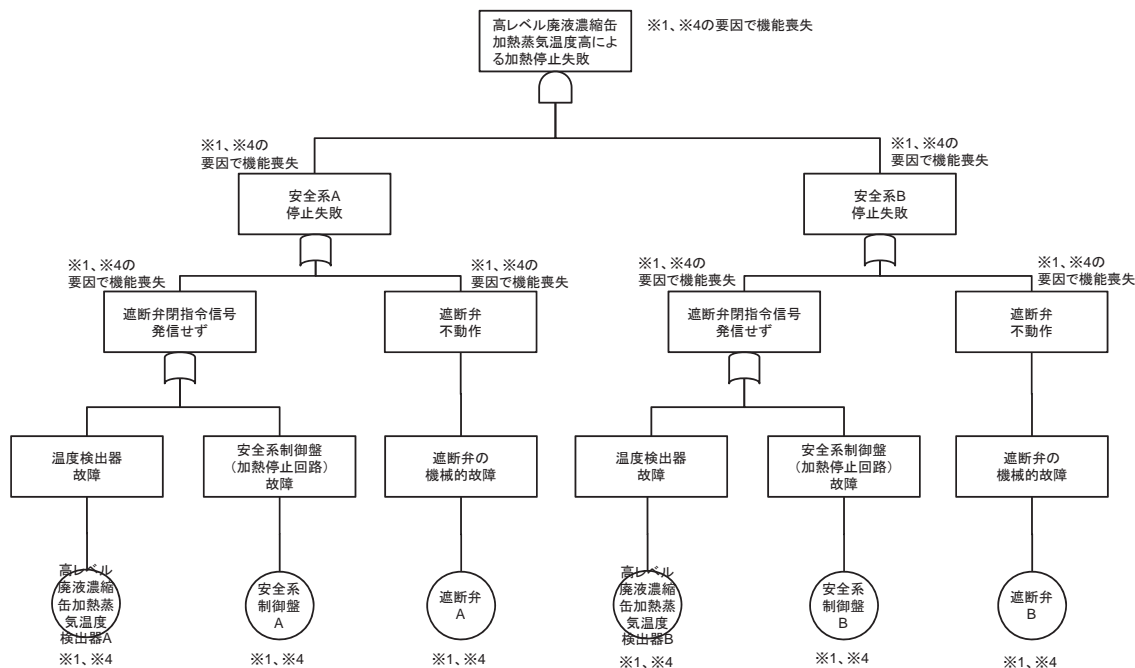 高レベル廃液濃縮缶
加熱蒸気温度高によ
る加熱停止失敗
※1、※4の要因で機能喪失
※1、※4の
要因で機能喪失
※1、※4の
要因で機能喪失
安全系A
停止失敗
安全系B
停止失敗
※1、※4の
要因で機能喪失
※1、※4の
要因で機能喪失
※1、※4の
要因で機能喪失
※1、※4の
要因で機能喪失
遮断弁閉指令信号
発信せず
遮断弁
不動作
遮断弁閉指令信号
発信せず
遮断弁
不動作
温度検出器
故障
安全系制御盤
（加熱停止回路）
故障
遮断弁の
機械的故障
温度検出器
故障
安全系制御盤
（加熱停止回路）
故障
遮断弁の
機械的故障
高レベル
廃液濃縮
缶加熱蒸
気温度
検出器A
安全系
制御盤
A
遮断弁
A
高レベル
廃液濃縮
缶加熱蒸
気温度
検出器B
安全系
制御盤
B
遮断弁
B
※1、※4
※1、※4
※1、※4
※1、※4
※1、※4
※1、※4